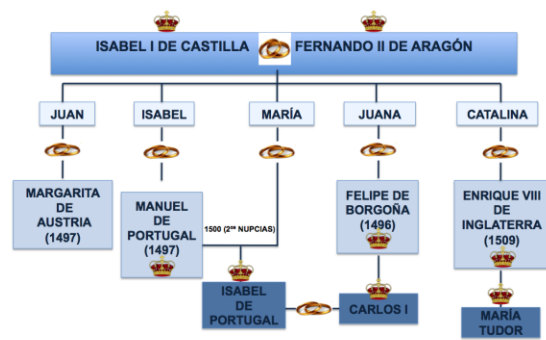 ISABEL I DE CASTILLA FERNANDO II DE ARAGÓN
JUAN ISABEL MARÍA JUANA CATALINA
MARGARITA
DE
AUSTRIA
(1497)
MANUEL
DE
PORTUGAL
(1497)
1500 (2as NUPCIAS)
FELIPE DE
BORGOÑA
(1496)
ENRIQUE VIII
DE
INGLATERRA
(1509)
ISABEL
DE
PORTUGAL
CARLOS I
MARÍA
TUDOR